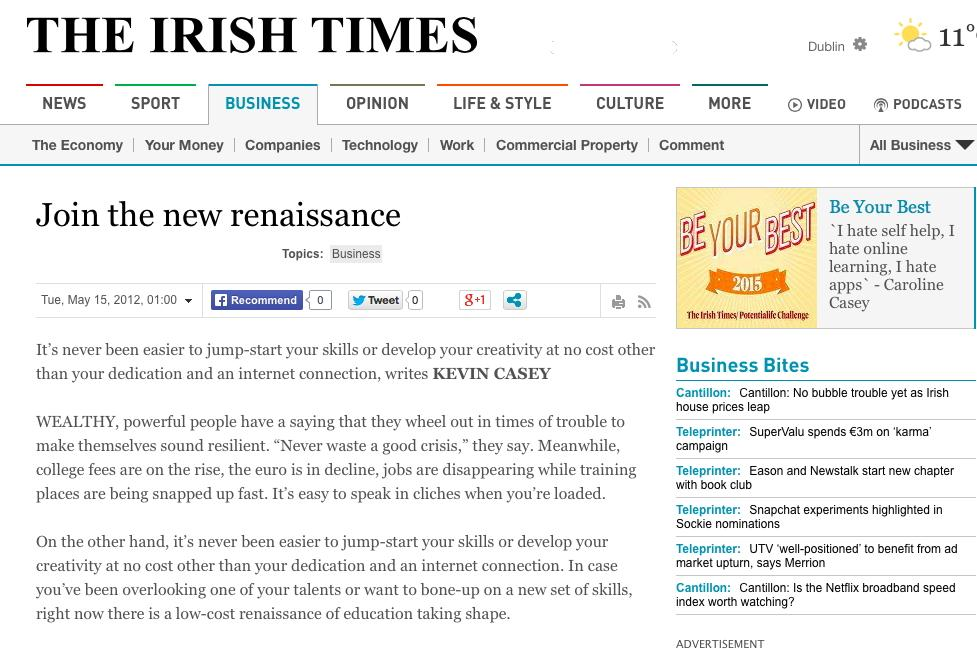 THE IRISH TIMES
Dublin
11°
NEWS
SPORT
BUSINESS
OPINION
LIFE & STYLE
CULTURE
MORE
VIDEO
PODCASTS
The Economy
Your Money
Companies
Technology
Work
Commercial Property
Comment
All Business
Join the new renaissance
Topics: Business
Tue, May 15, 2012, 01:00
Recommend 0
Tweet 0
g+1
It's never been easier to jump-start your skills or develop your creativity at no cost other
than your dedication and an internet connection, writes KEVIN CASEY
WEALTHY, powerful people have a saying that they wheel out in times of trouble to
make themselves sound resilient. “Never waste a good crisis,” they say. Meanwhile,
college fees are on the rise, the euro is in decline, jobs are disappearing while training
places are being snapped up fast. It’s easy to speak in cliches when you’re loaded.
On the other hand, it’s never been easier to jump-start your skills or develop your
creativity at no cost other than your dedication and an internet connection. In case
you’ve been overlooking one of your talents or want to bone-up on a new set of skills,
right now there is a low-cost renaissance of education taking shape.
BE YOUR BEST
2015
The Irish Times/ Potentialife Challenge
Be Your Best
`I hate self help, I
hate online
learning, I hate
apps` - Caroline
Casey
Business Bites
Cantillon: Cantillon: No bubble trouble yet as Irish
house prices leap
Teleprinter: SuperValu spends €3m on ‘karma’
campaign
Teleprinter: Eason and Newstalk start new chapter
with book club
Teleprinter: Snapchat experiments highlighted in
Sockie nominations
Teleprinter: UTV ‘well-positioned’ to benefit from ad
market upturn, says Merrion
Cantillon: Cantillon: Is the Netflix broadband speed
index worth watching?
ADVERTISEMENT